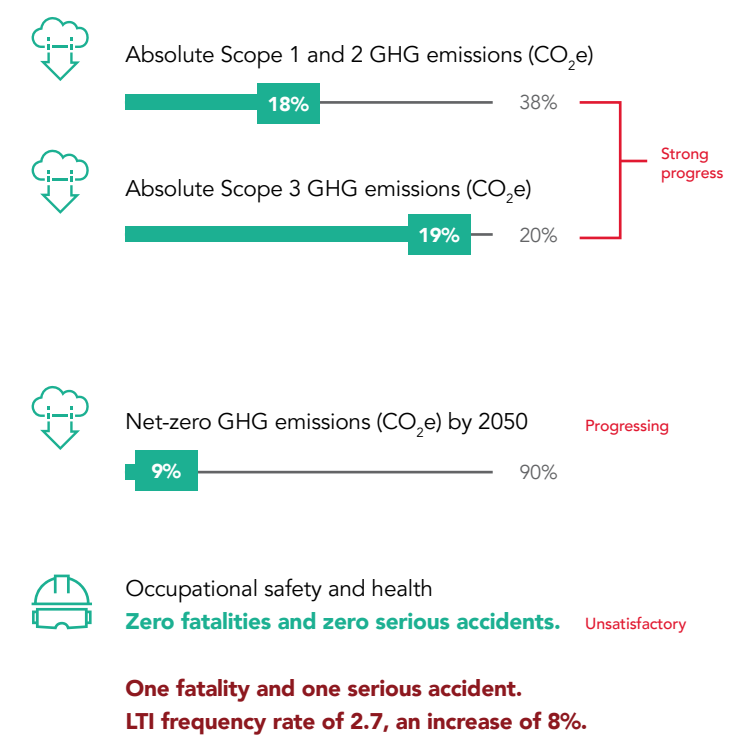 Absolute Scope 1 and 2 GHG emissions (CO₂e)
18%
38%
Strong
progress
Absolute Scope 3 GHG emissions (CO₂e)
19%
20%
Net-zero GHG emissions (CO₂e) by 2050
Progressing
9%
90%
Occupational safety and health
Zero fatalities and zero serious accidents.
Unsatisfactory
One fatality and one serious accident.
LTI frequency rate of 2.7, an increase of 8%.